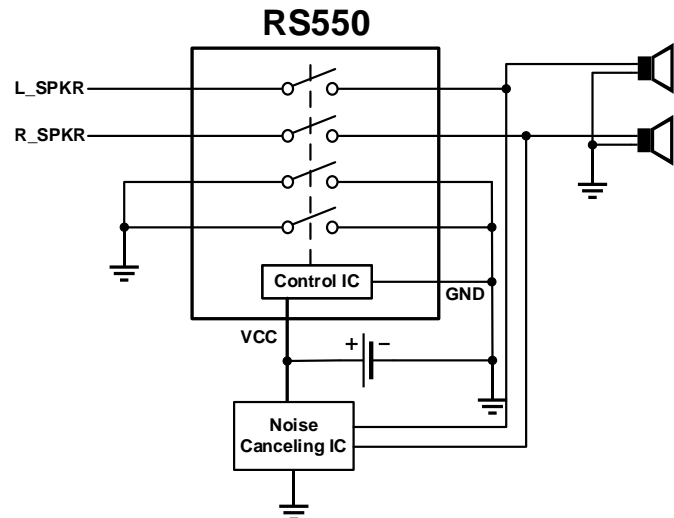 RS550
L_SPKR
R_SPKR
Control IC
GND
VCC
+ −
Noise
Canceling IC